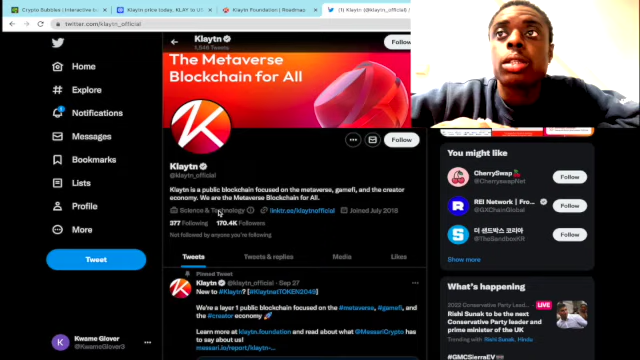 Crypto Bubbles | Interactive b
Klaytn price today, KLAY to U
Klaytn Foundation | Roadmap
(1) Klaytn (@klaytn_official)
twitter.com/klaytn_official
Klaytn
1,546 Tweets
Follow
The Metaverse
Blockchain for All
Home
Explore
Notifications
Messages
Bookmarks
Lists
Profile
More
Tweet
Kwame Glover
@KwameGlover3
Follow
Klaytn
@klaytn_official
Klaytn is a public blockchain focused on the metaverse, gamefi, and the creator
economy. We are the Metaverse Blockchain for All.
Science & Technology linktr.ee/klaytnofficial Joined July 2018
377 Following 170.4K Followers
Not followed by anyone you're following
Tweets Tweets & replies Media Likes
Pinned Tweet
Klaytn @klaytn_official · Sep 27
New to #Klaytn? [#KlaytnatTOKEN2049]
We're a layer 1 public blockchain focused on the #metaverse, #gamefi,
and the #creator economy 🚀
Learn more at klaytn.foundation and read about what @MessariCrypto has
to say about us!
messari.io/report/klaytn-...
You might like
CherrySwap🍒
@CherryswapNet
Follow
REI Network | Fro...
@GXChainGlobal
Follow
더 샌드박스 코리아
@TheSandboxKR
Follow
Show more
What's happening
2022 Conservative Party Lead... LIVE
Rishi Sunak to be the next
Conservative Party leader and
prime minister of the UK
Trending with Rishi Sunak, Hindu
#GMCSierraEV